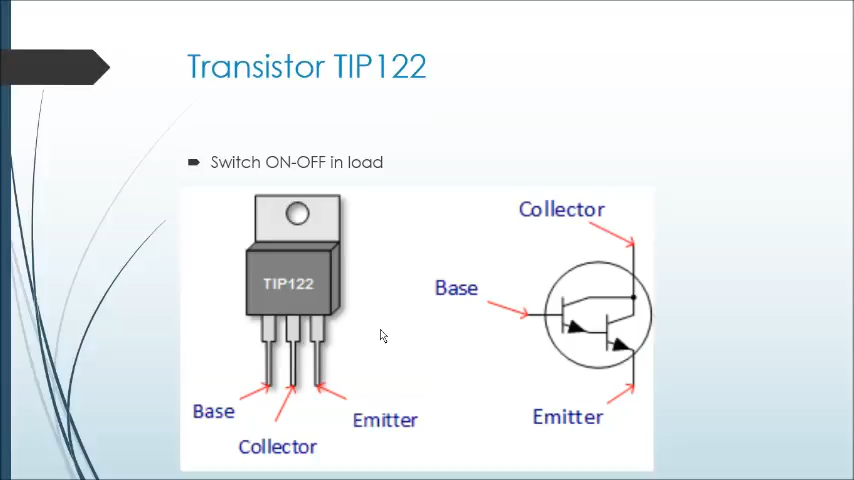 Transistor TIP122
Switch ON-OFF in load
TIP122
Base
Collector
Emitter
Collector
Base
Emitter